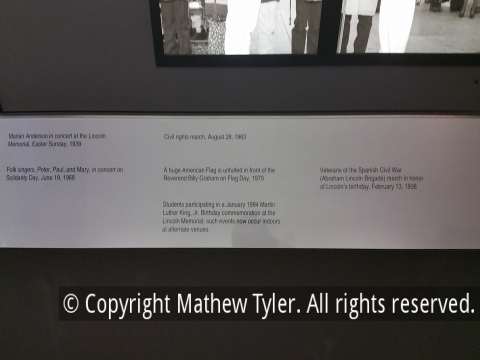 Marian Anderson in concert at the Lincoln
Memorial, Easter Sunday, 1939
Folk singers, Peter, Paul, and Mary, in concert on
Solidarity Day, June 19, 1968
Civil rights march, August 28, 1963
A huge American Flag is unfurled in front of the
Reverend Billy Graham on Flag Day, 1970
Students participating in a January 1994 Martin
Luther King, Jr. Birthday commemoration at the
Lincoln Memorial; such events now occur indoors
at alternate venues.
Veterans of the Spanish Civil War
(Abraham Lincoln Brigade) march in honor
of Lincoln's birthday, February 13, 1938
© Copyright Mathew Tyler. All rights reserved.